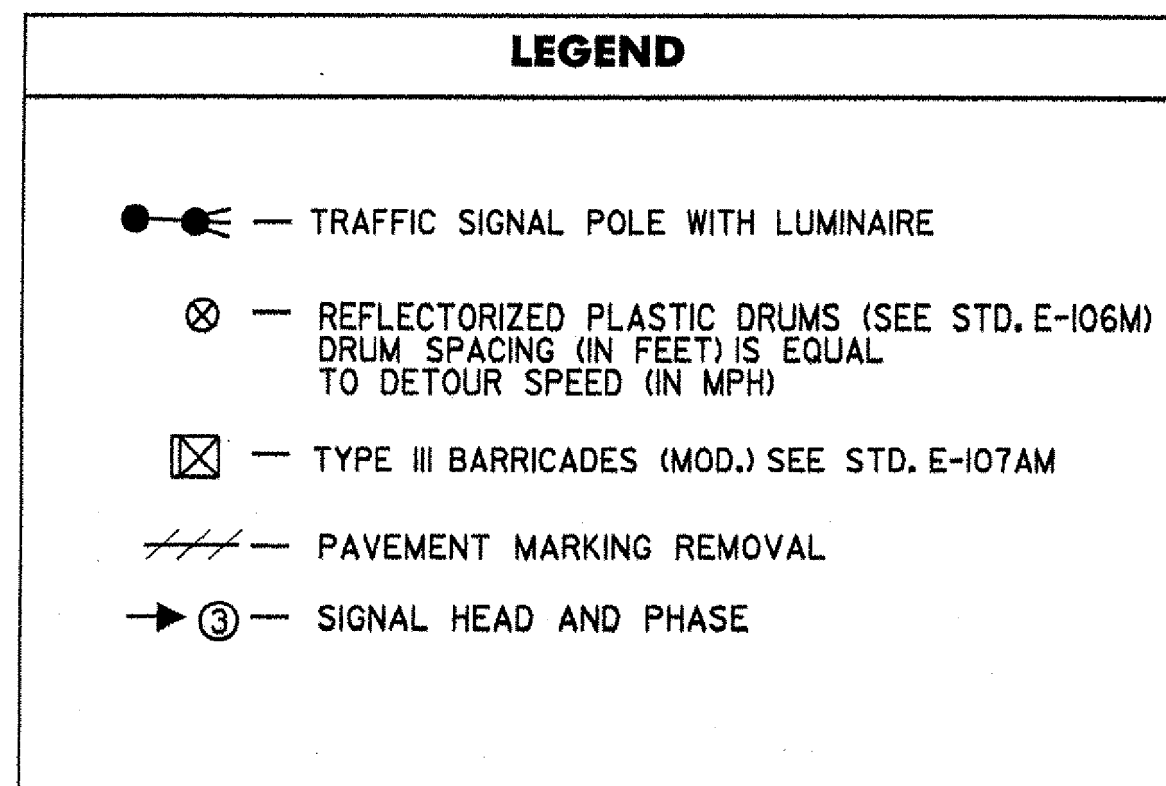 LEGEND
— TRAFFIC SIGNAL POLE WITH LUMINAIRE
— REFLECTORIZED PLASTIC DRUMS (SEE STD. E-106M)
DRUM SPACING (IN FEET) IS EQUAL
TO DETOUR SPEED (IN MPH)
— TYPE III BARRICADES (MOD.) SEE STD. E-107AM
— PAVEMENT MARKING REMOVAL
③ — SIGNAL HEAD AND PHASE